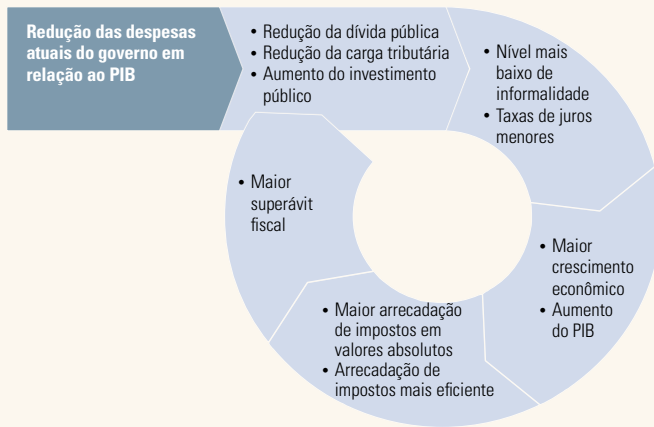 Redução das despesas
atuais do governo em
relação ao PIB
• Redução da dívida pública
• Redução da carga tributária
• Aumento do investimento
público
• Nível mais
baixo de
informalidade
• Taxas de juros
menores
• Maior
crescimento
econômico
• Aumento
do PIB
• Maior arrecadação
de impostos em
valores absolutos
• Arrecadação de
impostos mais eficiente
• Maior
superávit
fiscal